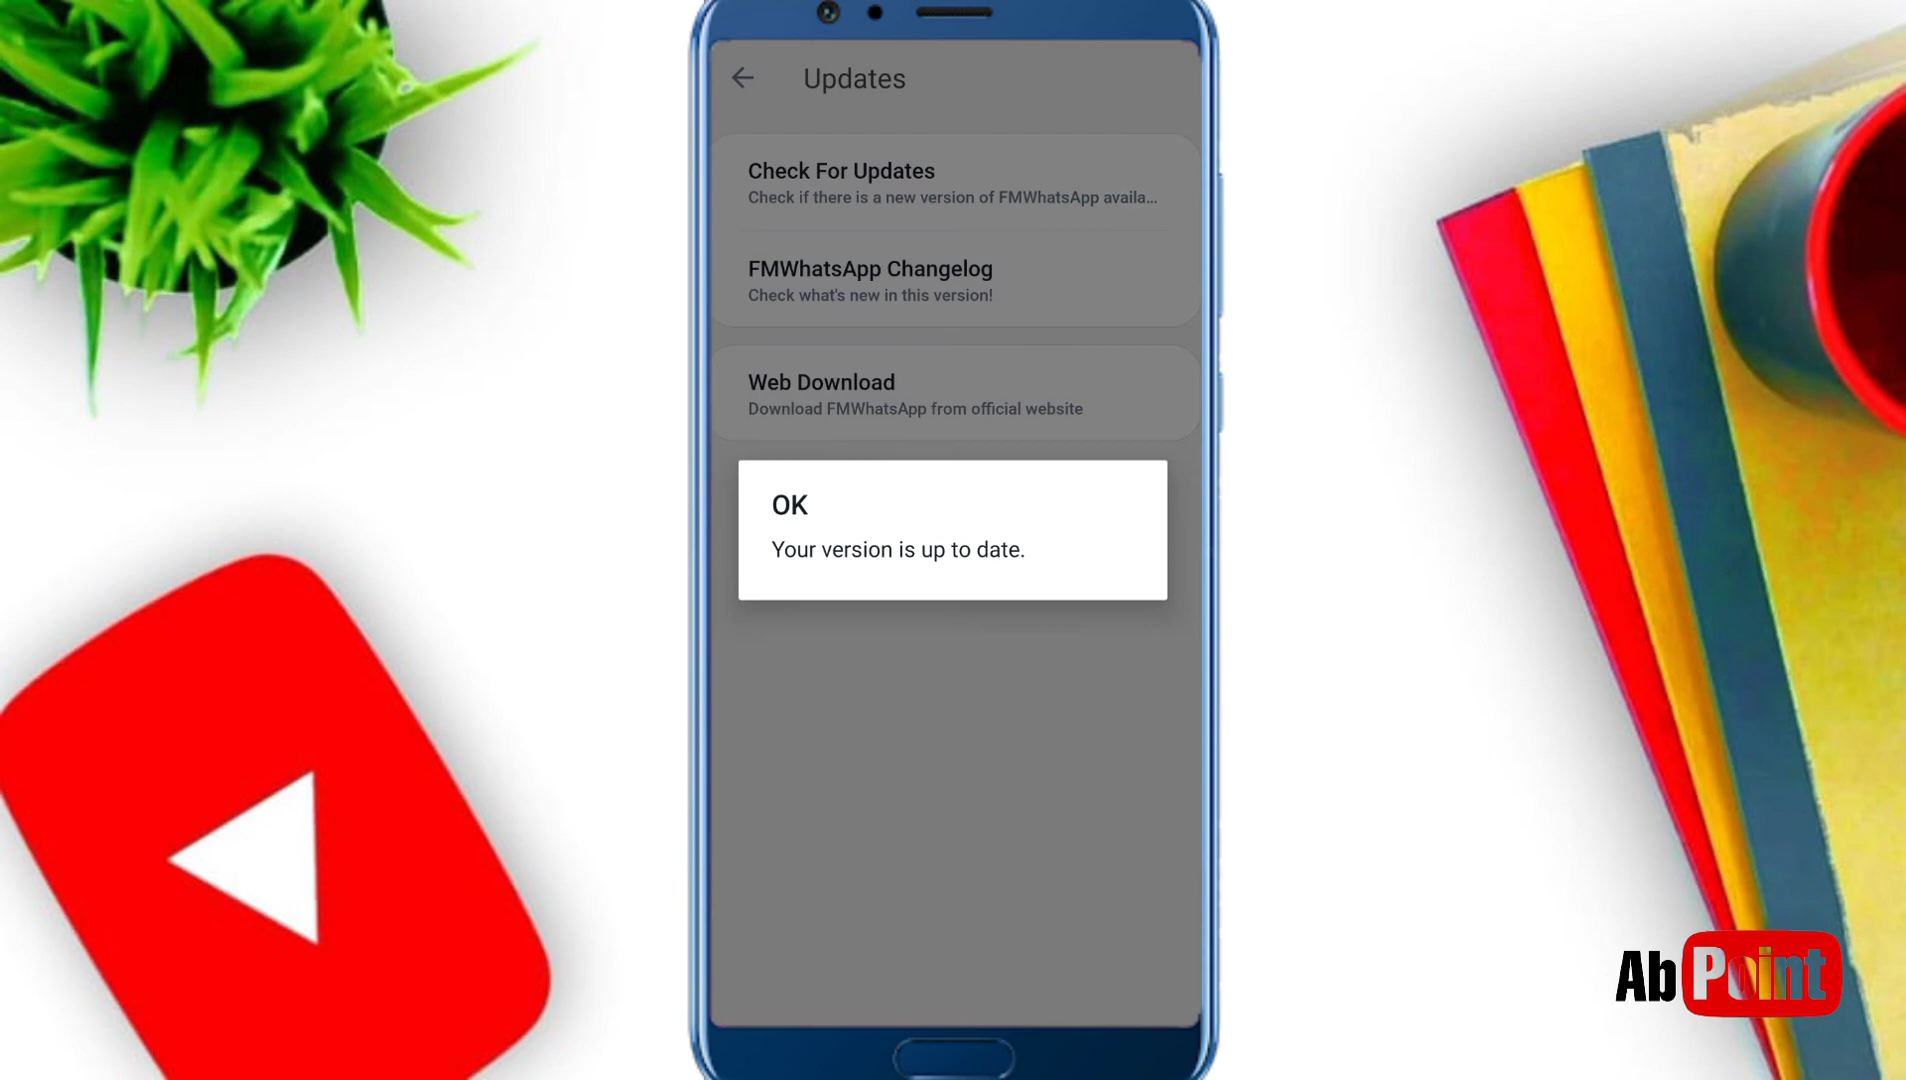 Updates
Check For Updates
Check if there is a new version of FMWhatsApp availa...
FMWhatsApp Changelog
Check what's new in this version!
Web Download
Download FMWhatsApp from official website
OK
Your version is up to date.
Ab Point